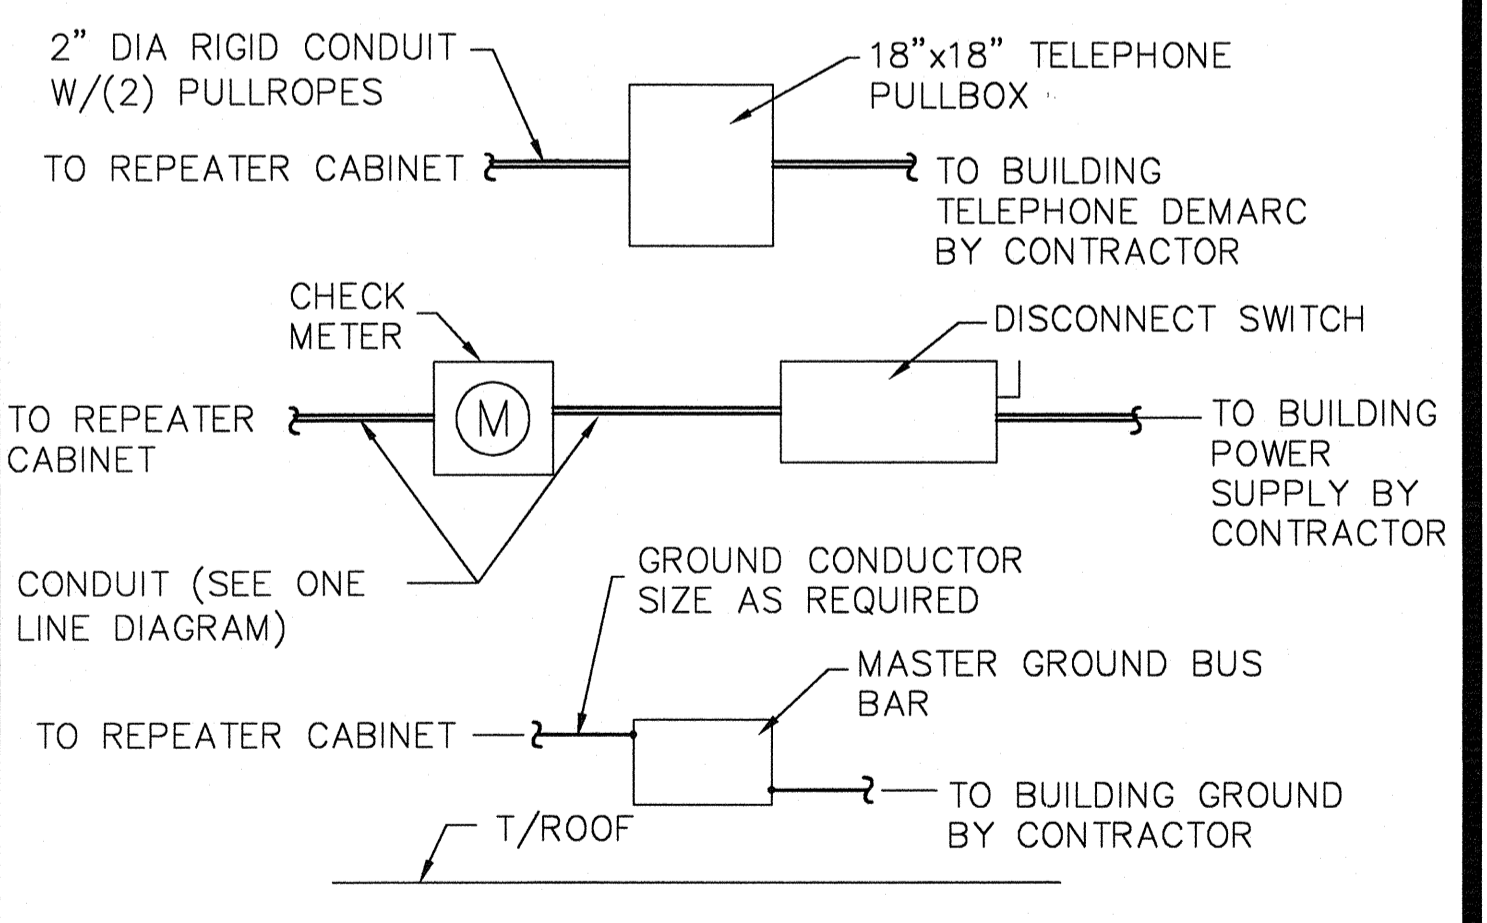 2” DIA RIGID CONDUIT
W/(2) PULLROPES
18”x18” TELEPHONE
PULLBOX
TO REPEATER CABINET
TO BUILDING
TELEPHONE DEMARC
BY CONTRACTOR
CHECK
METER
DISCONNECT SWITCH
M
TO REPEATER
CABINET
TO BUILDING
POWER
SUPPLY BY
CONTRACTOR
CONDUIT (SEE ONE
LINE DIAGRAM)
GROUND CONDUCTOR
SIZE AS REQUIRED
MASTER GROUND BUS
BAR
TO REPEATER CABINET
TO BUILDING GROUND
BY CONTRACTOR
T/ROOF